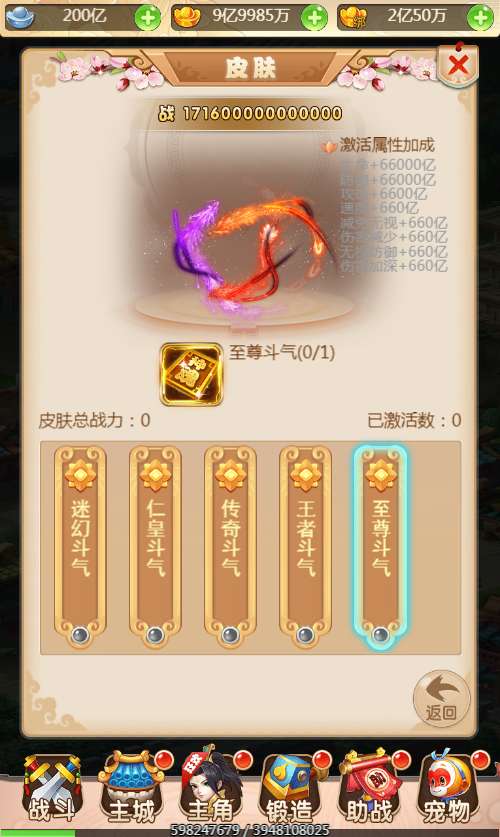 200亿
9亿9985万
2亿50万
皮肤
战 171600000000000
激活属性加成
+66000亿
+66000亿
+6600亿
+660亿
+660亿
+660亿
+660亿
+660亿
至尊斗气(0/1)
皮肤总战力：0
已激活数：0
迷幻斗气
仁皇斗气
传奇斗气
王者斗气
至尊斗气
返回
战斗
主城
主角
锻造
助战
宠物
598247679 / 3948108025